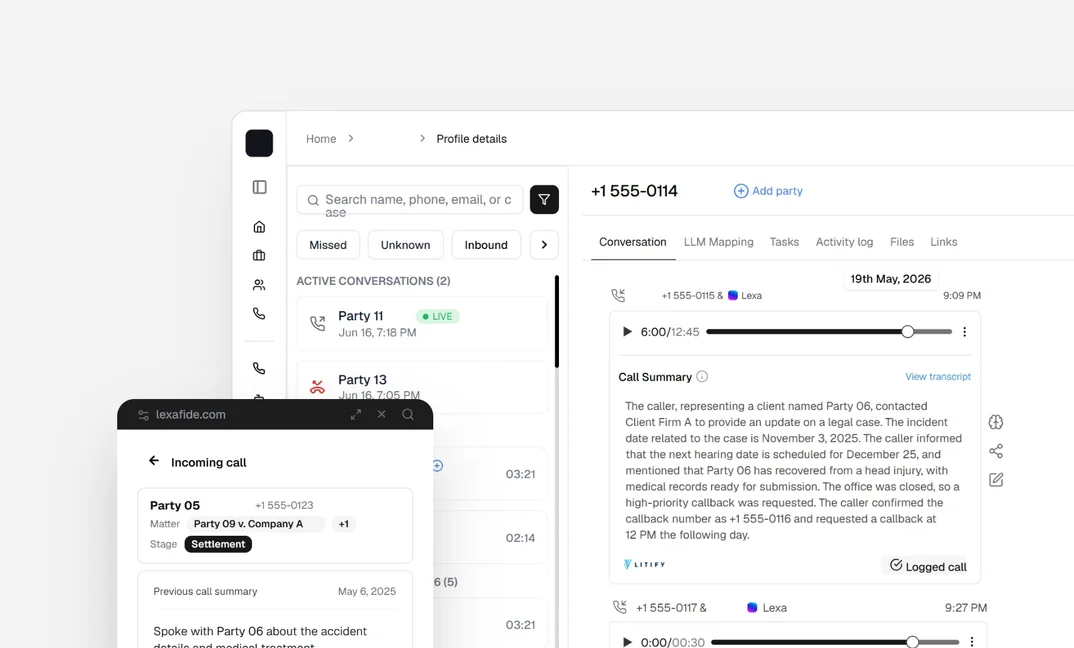 Home
Profile details
Search name, phone, email, or c
ase
Missed
Unknown
Inbound
ACTIVE CONVERSATIONS (2)
Party 11
LIVE
Jun 16, 7:18 PM
Party 13
Jun 16, 7:05 PM
03:21
02:14
6 (5)
03:21
+1 555-0114
Add party
Conversation
LLM Mapping
Tasks
Activity log
Files
Links
19th May, 2026
+1 555-0115 &
Lexa
9:09 PM
6:00/12:45
Call Summary
View transcript
The caller, representing a client named Party 06, contacted
Client Firm A to provide an update on a legal case. The incident
date related to the case is November 3, 2025. The caller informed
that the next hearing date is scheduled for December 25, and
mentioned that Party 06 has recovered from a head injury, with
medical records ready for submission. The office was closed, so a
high-priority callback was requested. The caller confirmed the
callback number as +1 555-0116 and requested a callback at
12 PM the following day.
LITIFY
Logged call
+1 555-0117 &
Lexa
9:27 PM
0:00/00:30
lexafide.com
Incoming call
Party 05
+1 555-0123
Matter
Party 09 v. Company A
+1
Stage
Settlement
Previous call summary
May 6, 2025
Spoke with Party 06 about the accident
details and medical treatment